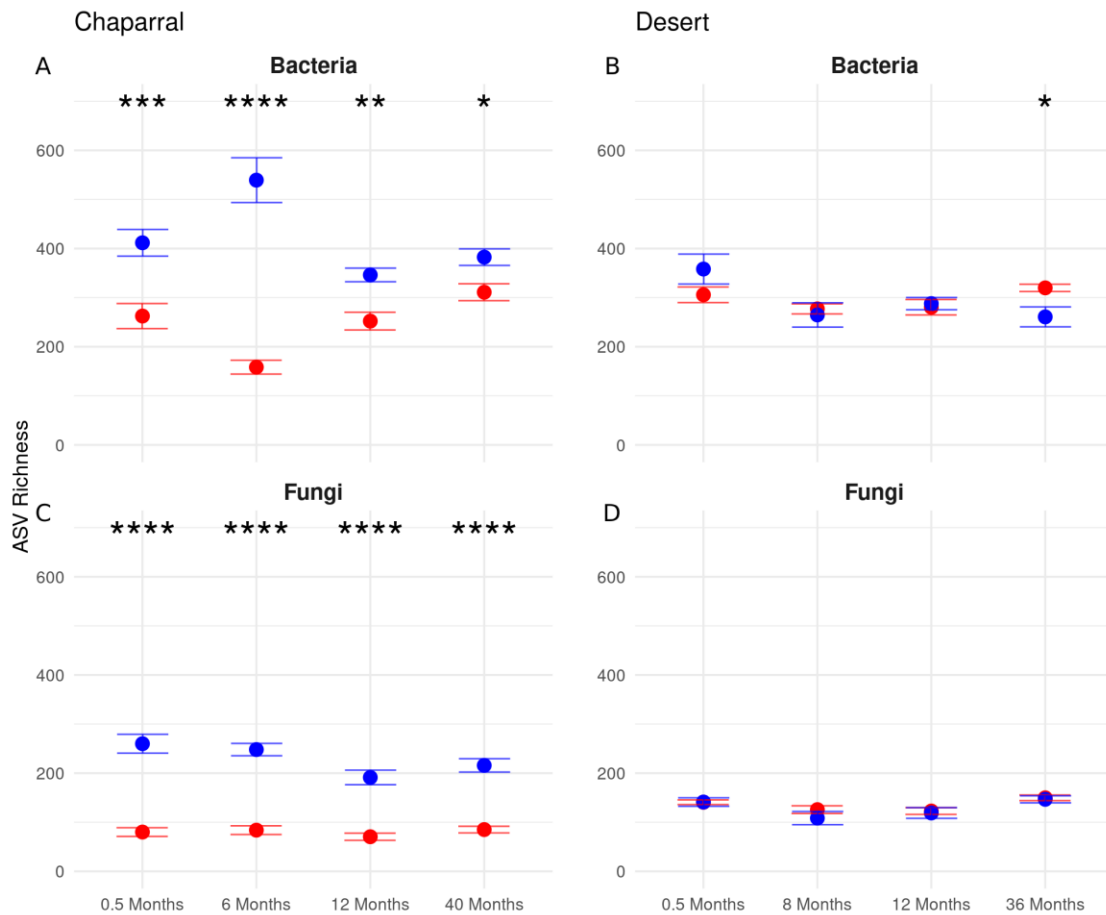 Chaparral
Desert
A
Bacteria
B
Bacteria
*** **** ** *
*
600
400
200
0
600
400
200
0
ASV Richness
C
Fungi
D
Fungi
**** **** **** ****
600
400
200
0
600
400
200
0
0.5 Months 6 Months 12 Months 40 Months
0.5 Months 8 Months 12 Months 36 Months